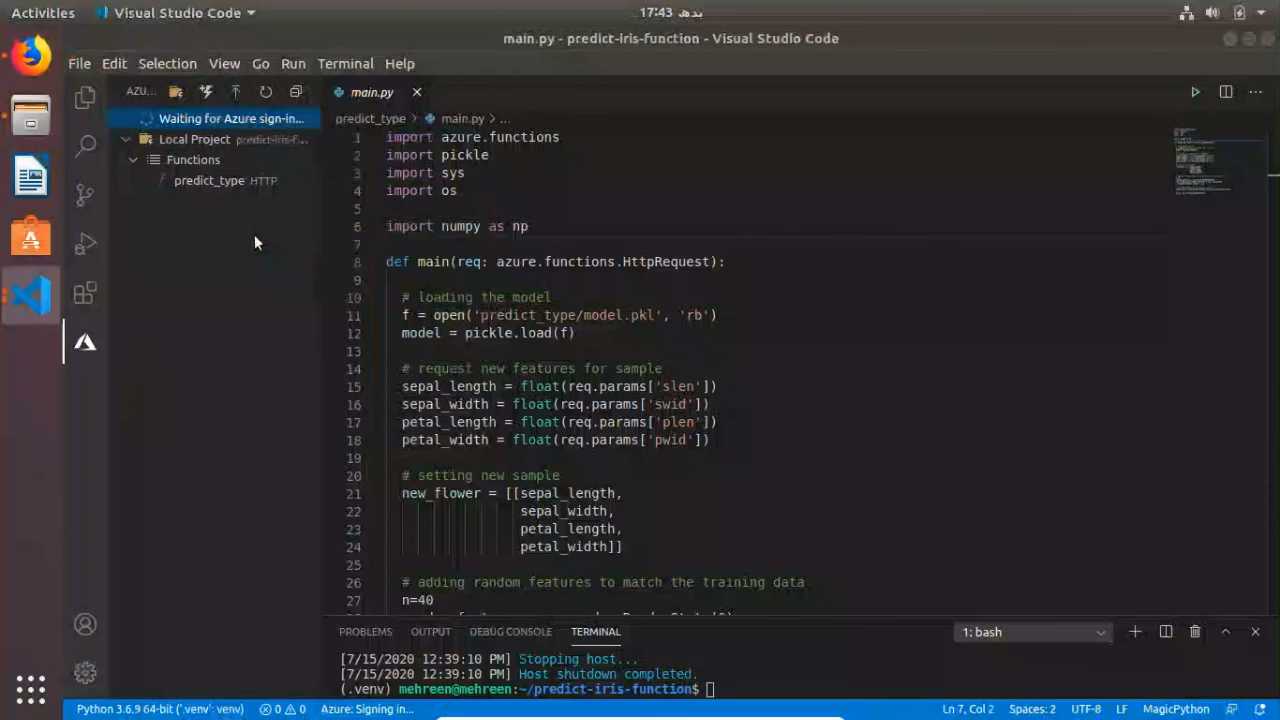 Activities
Visual Studio Code
بدھ 17:43
main.py - predict-iris-function - Visual Studio Code
File Edit Selection View Go Run Terminal Help
AZU...
main.py
Waiting for Azure sign-in...
Local Project predict-iris-f...
Functions
predict_type HTTP
predict_type > main.py > ...
1 import azure.functions
2 import pickle
3 import sys
4 import os
5
6 import numpy as np
7
8 def main(req: azure.functions.HttpRequest):
9
10 # loading the model
11 f = open('predict_type/model.pkl', 'rb')
12 model = pickle.load(f)
13
14 # request new features for sample
15 sepal_length = float(req.params['slen'])
16 sepal_width = float(req.params['swid'])
17 petal_length = float(req.params['plen'])
18 petal_width = float(req.params['pwid'])
19
20 # setting new sample
21 new_flower = [[sepal_length,
22 sepal_width,
23 petal_length,
24 petal_width]]
25
26 # adding random features to match the training data
27 n=40
PROBLEMS OUTPUT DEBUG CONSOLE TERMINAL
1: bash
[7/15/2020 12:39:10 PM] Stopping host...
[7/15/2020 12:39:10 PM] Host shutdown completed.
(.venv) mehreen@mehreen:~/predict-iris-function$
Python 3.6.9 64-bit ('.venv': venv) 0 0 Azure: Signing in... Ln 7, Col 2 Spaces: 2 UTF-8 LF MagicPython